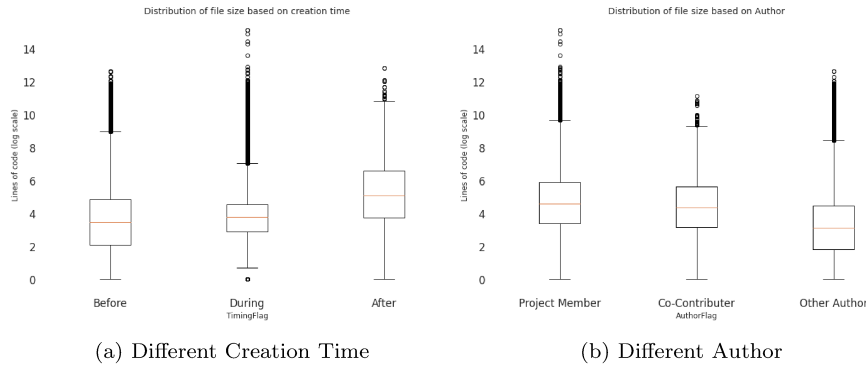 Distribution of file size based on creation time
Lines of code (log scale)
14
12
10
8
6
4
2
0
Before During After
TimingFlag
(a) Different Creation Time
Distribution of file size based on Author
Lines of code (log scale)
14
12
10
8
6
4
2
0
Project Member Co-Contributer Other Author
AuthorFlag
(b) Different Author